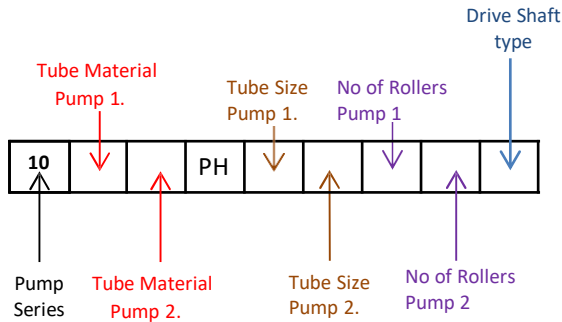 Drive Shaft
type
Tube Material
Pump 1.
Tube Size
Pump 1.
No of Rollers
Pump 1
10
PH
Pump
Series
Tube Material
Pump 2.
Tube Size
Pump 2.
No of Rollers
Pump 2